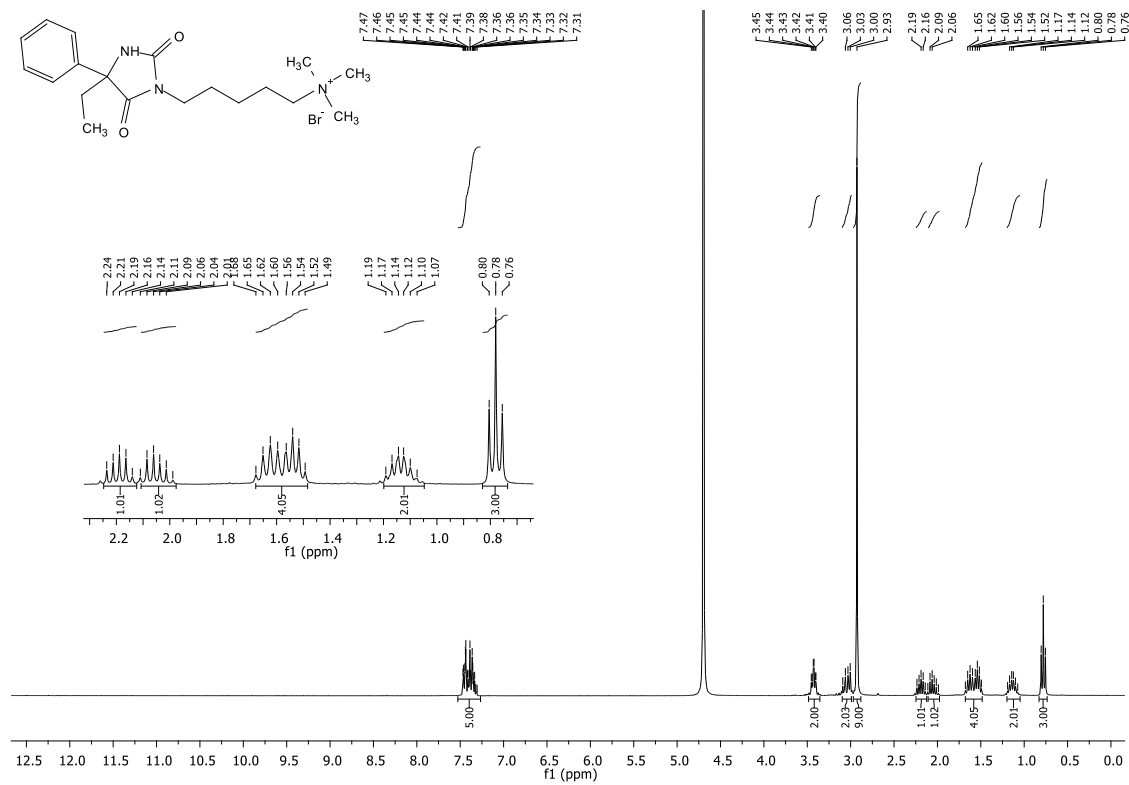 7.47 7.46 7.45 7.45 7.44 7.44 7.42 7.41 7.39 7.38 7.36 7.36 7.35 7.34 7.33 7.32 7.31
3.45 3.44 3.43 3.42 3.41 3.40
3.06 3.03 3.00 2.93
2.19 2.16 2.09 2.06
1.65 1.62 1.60 1.56 1.54 1.52 1.17 1.14 1.12 0.80 0.78 0.76
NH
O
N
O
CH3
H3C
N+
CH3
CH3
Br-
2.24 2.21 2.19 2.16 2.14 2.11 2.09 2.06 2.04 2.01
1.68 1.65 1.62 1.60 1.56 1.54 1.52 1.49
1.19 1.17 1.14 1.12 1.10 1.07
0.80 0.78 0.76
1.01 1.02 4.05 2.01 3.00
2.2 2.0 1.8 1.6 1.4 1.2 1.0 0.8
f1 (ppm)
5.00 2.00 2.03 9.00 1.01 1.02 4.05 2.01 3.00
12.5 12.0 11.5 11.0 10.5 10.0 9.5 9.0 8.5 8.0 7.5 7.0 6.5 6.0 5.5 5.0 4.5 4.0 3.5 3.0 2.5 2.0 1.5 1.0 0.5 0.0
f1 (ppm)